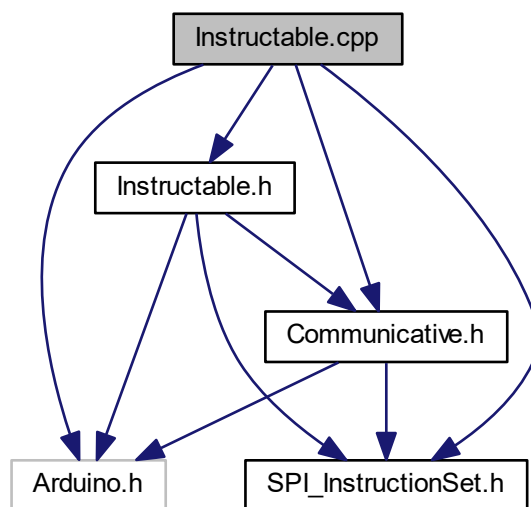 Instructable.cpp
Instructable.h
Communicative.h
Arduino.h
SPI_InstructionSet.h